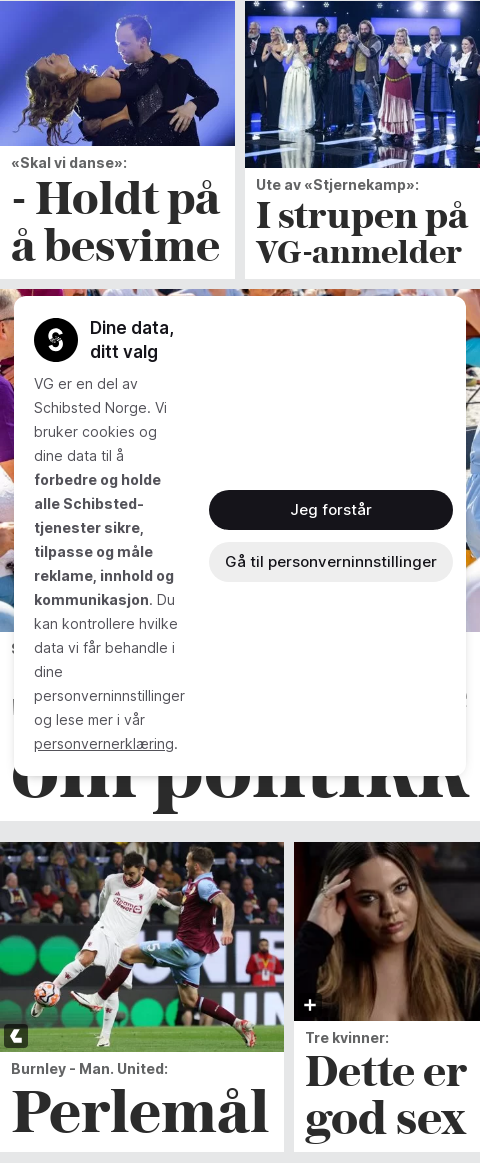 «Skal vi danse»:
- Holdt på
å besvime
Ute av «Stjernekamp»:
I strupen på
VG-anmelder
Dine data,
ditt valg
VG er en del av
Schibsted Norge. Vi
bruker cookies og
dine data til å
forbedre og holde
alle Schibsted-
tjenester sikre,
tilpasse og måle
reklame, innhold og
kommunikasjon. Du
kan kontrollere hvilke
data vi får behandle i
dine
personverninnstillinger
og lese mer i vår
personvernerklæring.
Jeg forstår
Gå til personverninnstillinger
om politikk
Burnley - Man. United:
Perlemål
Tre kvinner:
Dette er
god sex